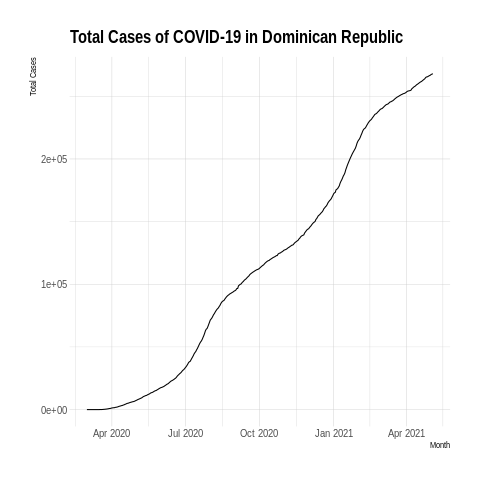 Total Cases of COVID-19 in Dominican Republic
Total Cases
2e+05
1e+05
0e+00
Apr 2020 Jul 2020 Oct 2020 Jan 2021 Apr 2021
Month